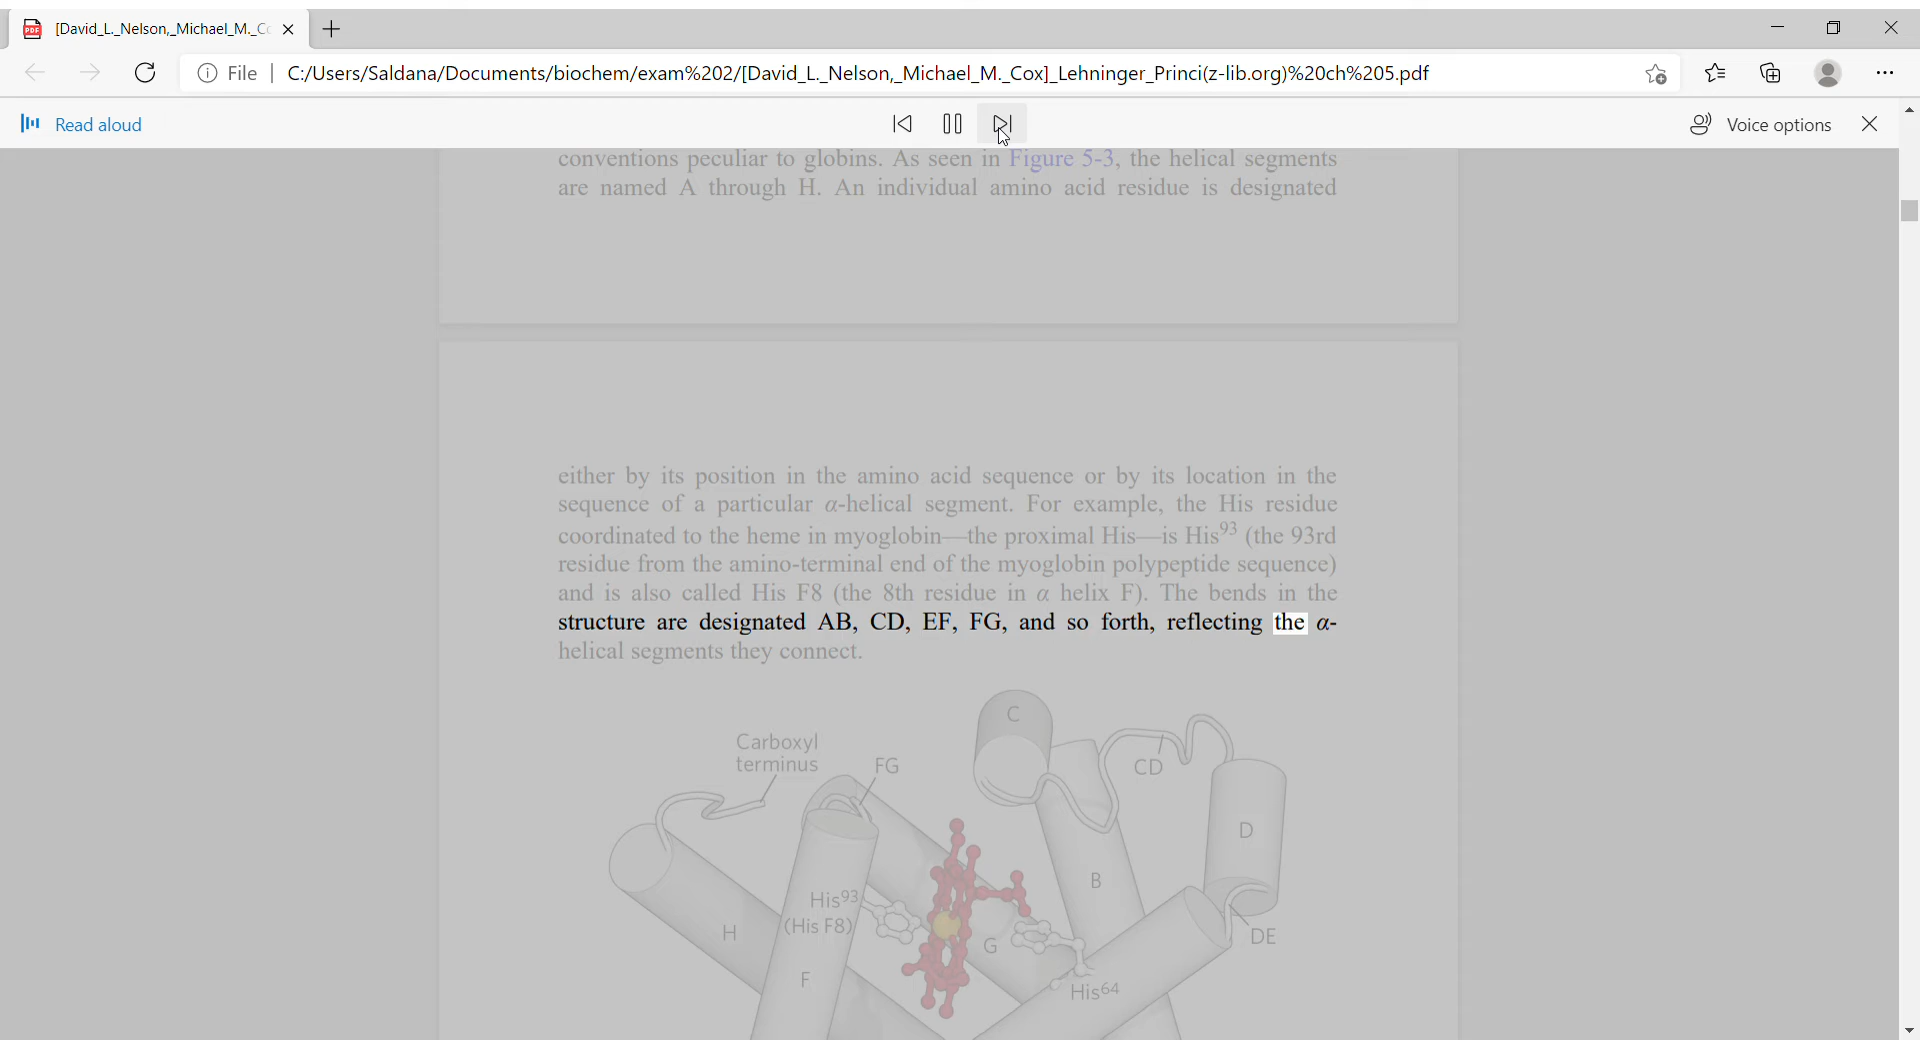 [David_L._Nelson,_Michael_M._Co
File
C:/Users/Saldana/Documents/biochem/exam%202/[David_L._Nelson,_Michael_M._Cox]_Lehninger_Princi(z-lib.org)%20ch%205.pdf
Read aloud
Voice options
conventions peculiar to globins. As seen in Figure 5-3, the helical segments
are named A through H. An individual amino acid residue is designated
either by its position in the amino acid sequence or by its location in the
sequence of a particular α-helical segment. For example, the His residue
coordinated to the heme in myoglobin—the proximal His—is His⁹³ (the 93rd
residue from the amino-terminal end of the myoglobin polypeptide sequence)
and is also called His F8 (the 8th residue in α helix F). The bends in the
structure are designated AB, CD, EF, FG, and so forth, reflecting the α-
helical segments they connect.
C
Carboxyl
terminus
FG
CD
D
B
His⁹³
(His F8)
H
G
DE
F
His⁶⁴